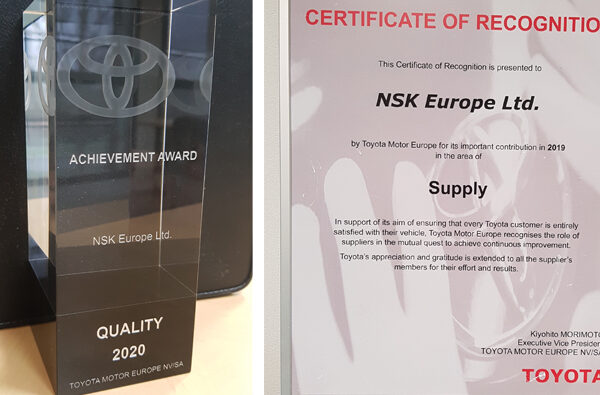 ACHIEVEMENT AWARD
NSK Europe Ltd.
QUALITY
2020
TOYOTA MOTOR EUROPE NV/SA
CERTIFICATE OF RECOGNITIO
This Certificate of Recognition is presented to
NSK Europe Ltd.
by Toyota Motor Europe for its important contribution in 2019
in the area of
Supply
In support of its aim of ensuring that every Toyota customer is entirely
satisfied with their vehicle, Toyota Motor Europe recognises the role of
suppliers in the mutual quest to achieve continuous improvement.
Toyota's appreciation and gratitude is extended to all the supplier's
members for their effort and results.
Kiyohito MORIMOTO
Executive Vice President
TOYOTA MOTOR EUROPE NV/SA
TOYOTA